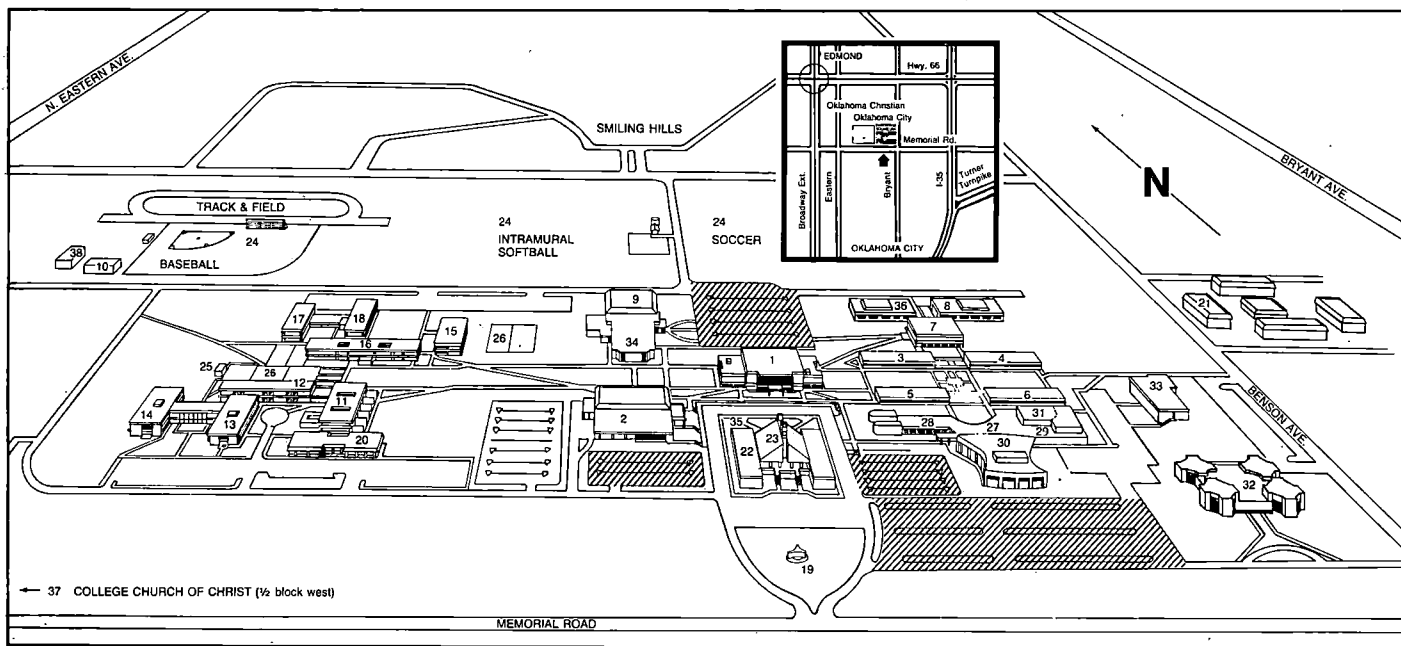 N. EASTERN AVE.
SMILING HILLS
BRYANT AVE.
EDMOND
Hwy. 66
Oklahoma Christian
Oklahoma City
Memorial Rd.
Broadway Ext.
Eastern
Bryant
I-35
Turner
Turnpike
OKLAHOMA CITY
N
TRACK & FIELD
24
BASEBALL
38
10
24
INTRAMURAL
SOFTBALL
24
SOCCER
9
36
8
21
17
18
15
26
34
7
16
1
3
4
25
26
12
14
13
11
20
2
35
22
23
5
6
33
28
27
31
29
30
BENSON AVE.
32
19
37 COLLEGE CHURCH OF CHRIST (½ block west)
MEMORIAL ROAD